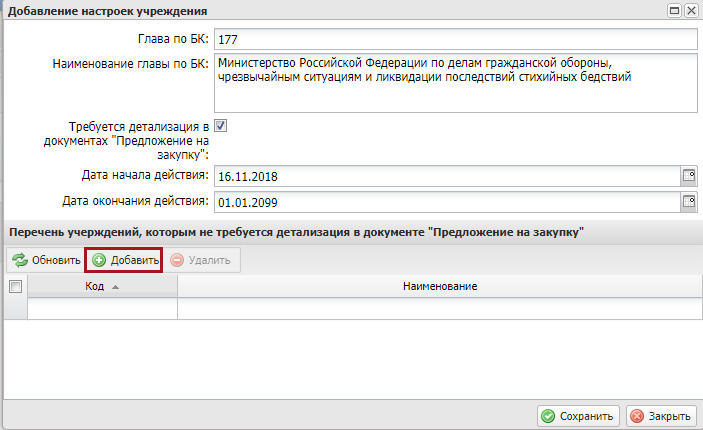 Добавление настроек учреждения
Глава по БК: 177
Наименование главы по БК: Министерство Российской Федерации по делам гражданской обороны,
чрезвычайным ситуациям и ликвидации последствий стихийных бедствий
Требуется детализация в
документах "Предложение на
закупку":
Дата начала действия: 16.11.2018
Дата окончания действия: 01.01.2099
Перечень учерждений, которым не требуется детализация в документе "Предложение на закупку"
Обновить Добавить Удалить
Код Наименование
Сохранить Закрыть